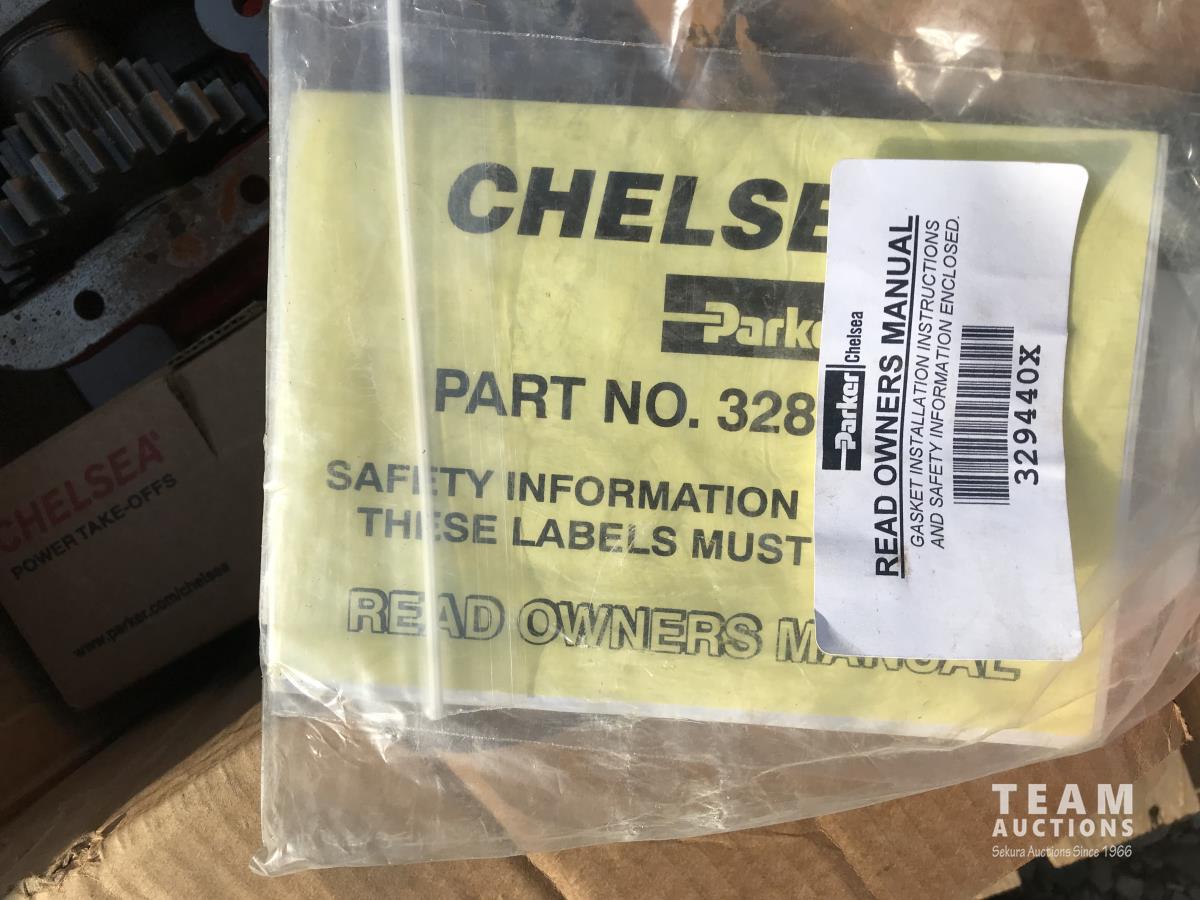 CHELSE
Parke
PART NO. 328
SAFETY INFORMATION
THESE LABELS MUST
READ OWNERS MANUAL
Parker Chelsea
READ OWNERS MANUAL
GASKET INSTALLATION INSTRUCTIONS
AND SAFETY INFORMATION ENCLOSED.
329440X
CHELSEA
POWER TAKE-OFFS
www.parker.com/chelsea
TEAM
AUCTIONS
Sekura Auctions Since 1966